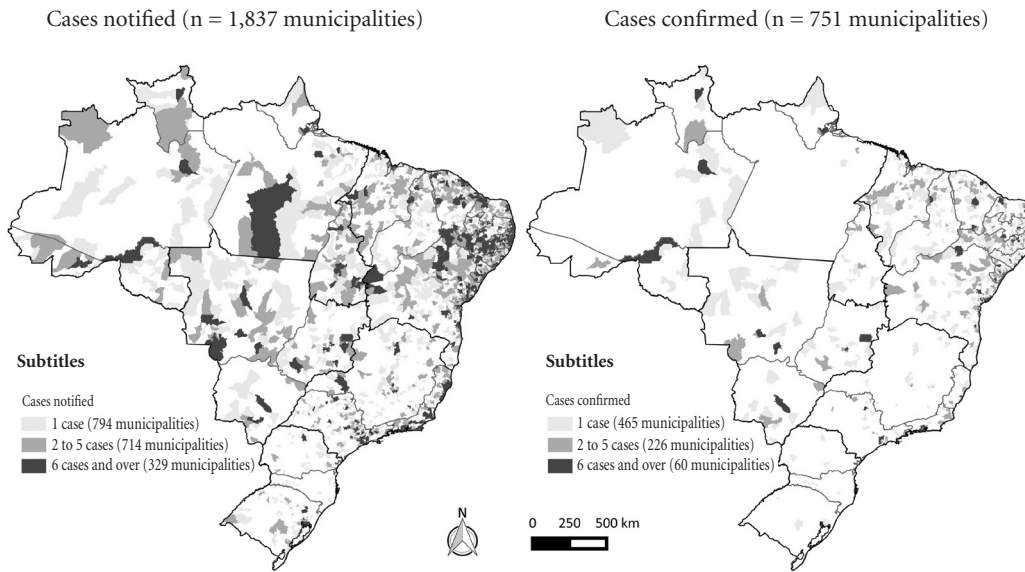 Cases notified (n = 1,837 municipalities)
Cases confirmed (n = 751 municipalities)
Subtitles
Cases notified
1 case (794 municipalities)
2 to 5 cases (714 municipalities)
6 cases and over (329 municipalities)
N
0 250 500 km
Subtitles
Cases confirmed
1 case (465 municipalities)
2 to 5 cases (226 municipalities)
6 cases and over (60 municipalities)